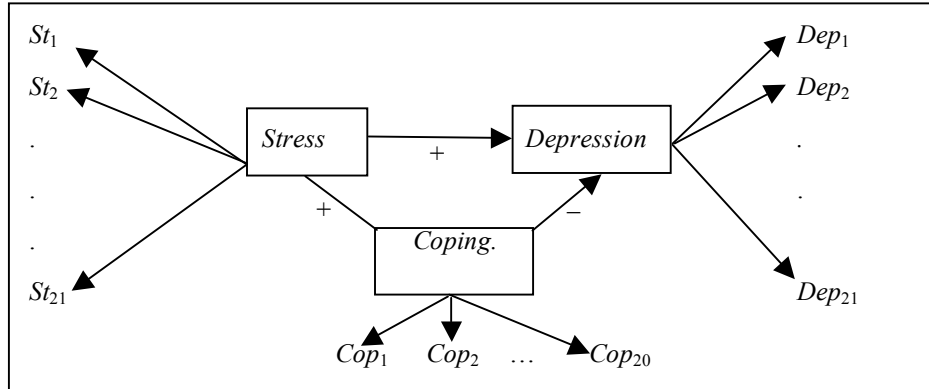 St1
Dep1
St2
Dep2
.
Stress
+
Depression
.
.
+
–
.
.
Coping.
St21
Dep21
Cop1
Cop2
…
Cop20